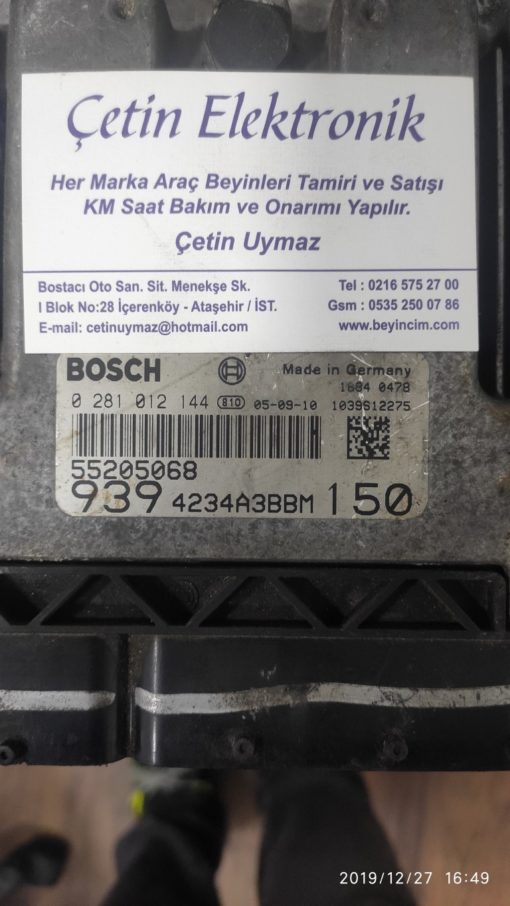 Çetin Elektronik
Her Marka Araç Beyinleri Tamiri ve Satışı
KM Saat Bakım ve Onarımı Yapılır.
Çetin Uymaz
Bostacı Oto San. Sit. Menekşe Sk.
I Blok No:28 İçerenköy - Ataşehir / İST.
E-mail: cetinuymaz@hotmail.com
Tel : 0216 575 27 00
Gsm : 0535 250 07 86
www.beyincim.com
BOSCH
Made in Germany
1684 0478
0 281 012 144 810 05-09-10 1039S12275
55205068
939 4234A3BBM 150
2019/12/27 16:49